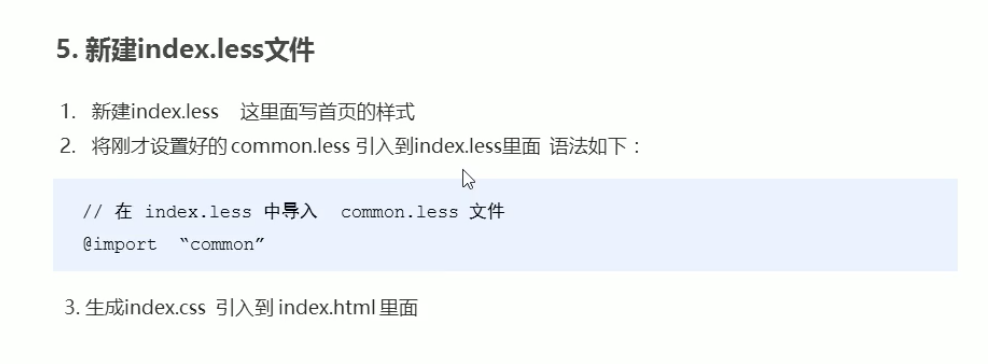 5. 新建index.less文件
1. 新建index.less 这里面写首页的样式
2. 将刚才设置好的 common.less 引入到index.less里面 语法如下：
// 在 index.less 中导入 common.less 文件
@import “common”
3. 生成index.css 引入到 index.html 里面